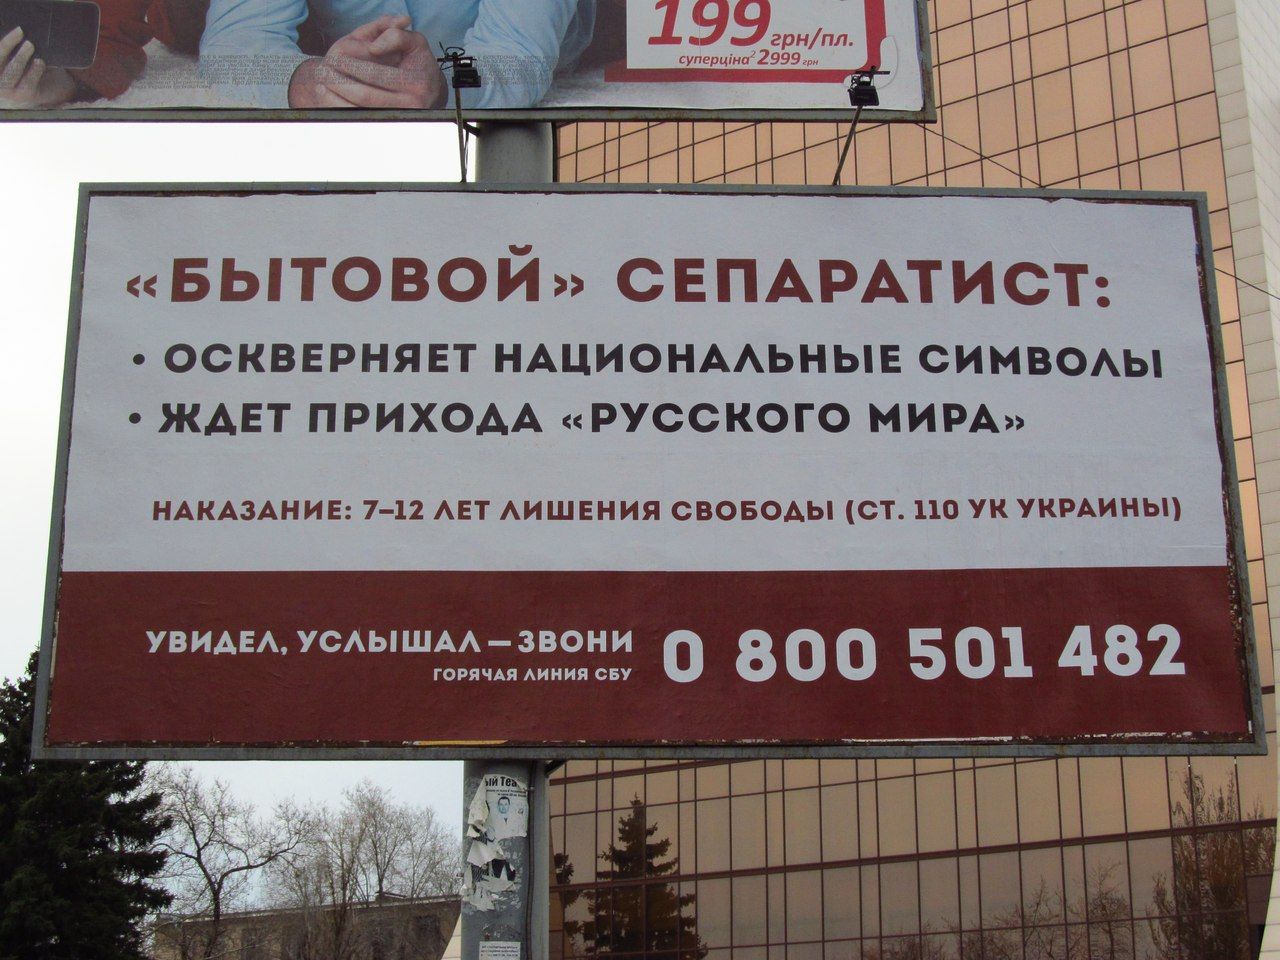 199 грн/пл.
суперціна² 2999 грн
«БЫТОВОЙ» СЕПАРАТИСТ:
• ОСКВЕРНЯЕТ НАЦИОНАЛЬНЫЕ СИМВОЛЫ
• ЖДЕТ ПРИХОДА «РУССКОГО МИРА»
НАКАЗАНИЕ: 7–12 ЛЕТ ЛИШЕНИЯ СВОБОДЫ (СТ. 110 УК УКРАИНЫ)
УВИДЕЛ, УСЛЫШАЛ — ЗВОНИ 0 800 501 482
ГОРЯЧАЯ ЛИНИЯ СБУ